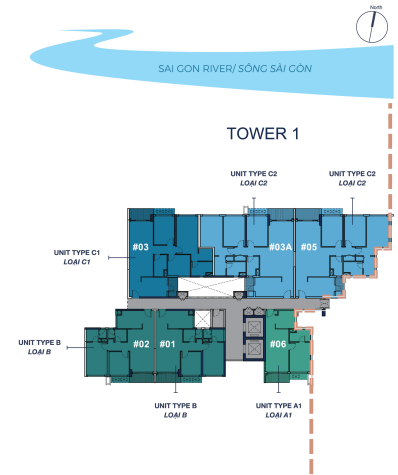 North
SAI GON RIVER/ SÔNG SÀI GÒN
TOWER 1
UNIT TYPE C2
LOẠI C2
UNIT TYPE C2
LOẠI C2
#03
#03A
#05
UNIT TYPE C1
LOẠI C1
UNIT TYPE B
LOẠI B
#02
#01
#06
UNIT TYPE B
LOẠI B
UNIT TYPE A1
LOẠI A1